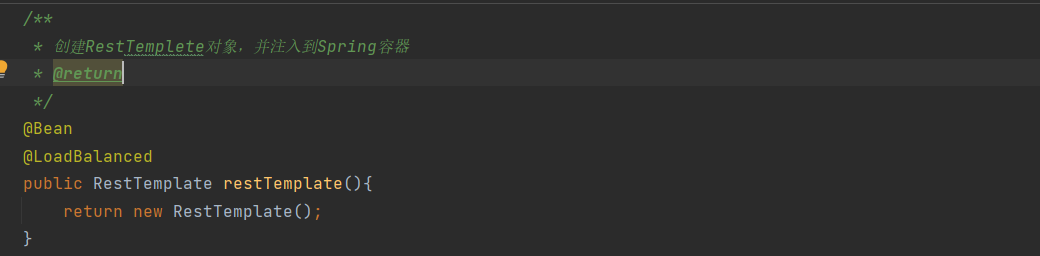 /**
 * 创建RestTemplete对象，并注入到Spring容器
 * @return
 */
@Bean
@LoadBalanced
public RestTemplate restTemplate(){
    return new RestTemplate();
}